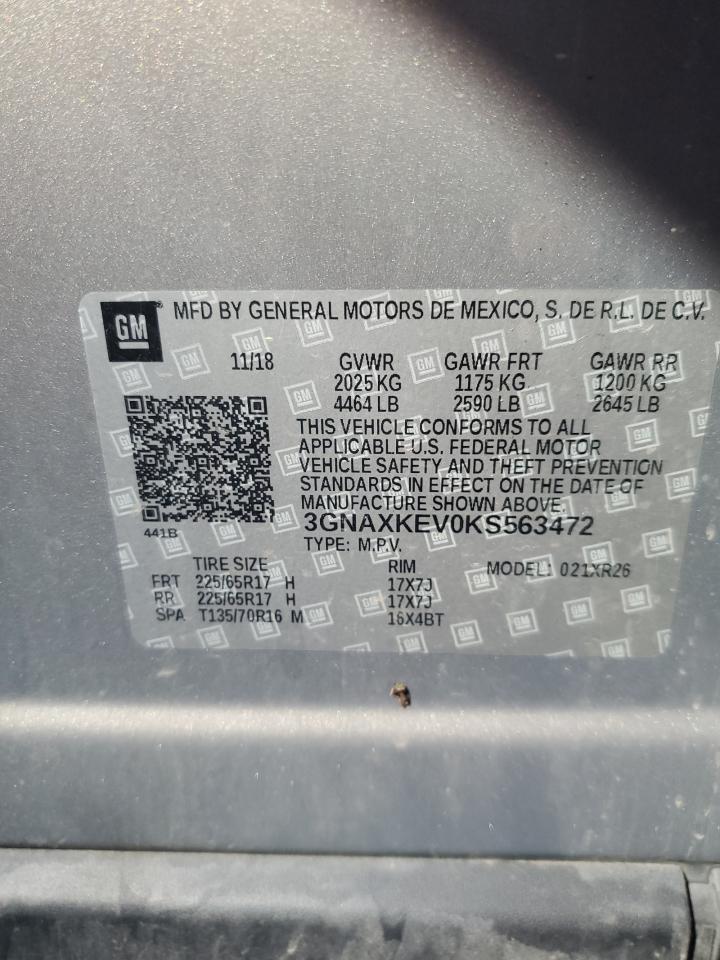 GM MFD BY GENERAL MOTORS DE MEXICO, S. DE R.L. DE C.V.
11/18 GVWR GAWR FRT GAWR RR
2025 KG 1175 KG 1200 KG
4464 LB 2590 LB 2645 LB
THIS VEHICLE CONFORMS TO ALL
APPLICABLE U.S. FEDERAL MOTOR
VEHICLE SAFETY AND THEFT PREVENTION
STANDARDS IN EFFECT ON THE DATE OF
MANUFACTURE SHOWN ABOVE.
3GNAXKEV0KS563472
441B
TYPE: M.P.V.
TIRE SIZE RIM MODEL: 021XR26
FRT 225/65R17 H 17X7J
RR 225/65R17 H 17X7J
SPA T135/70R16 M 16X4BT